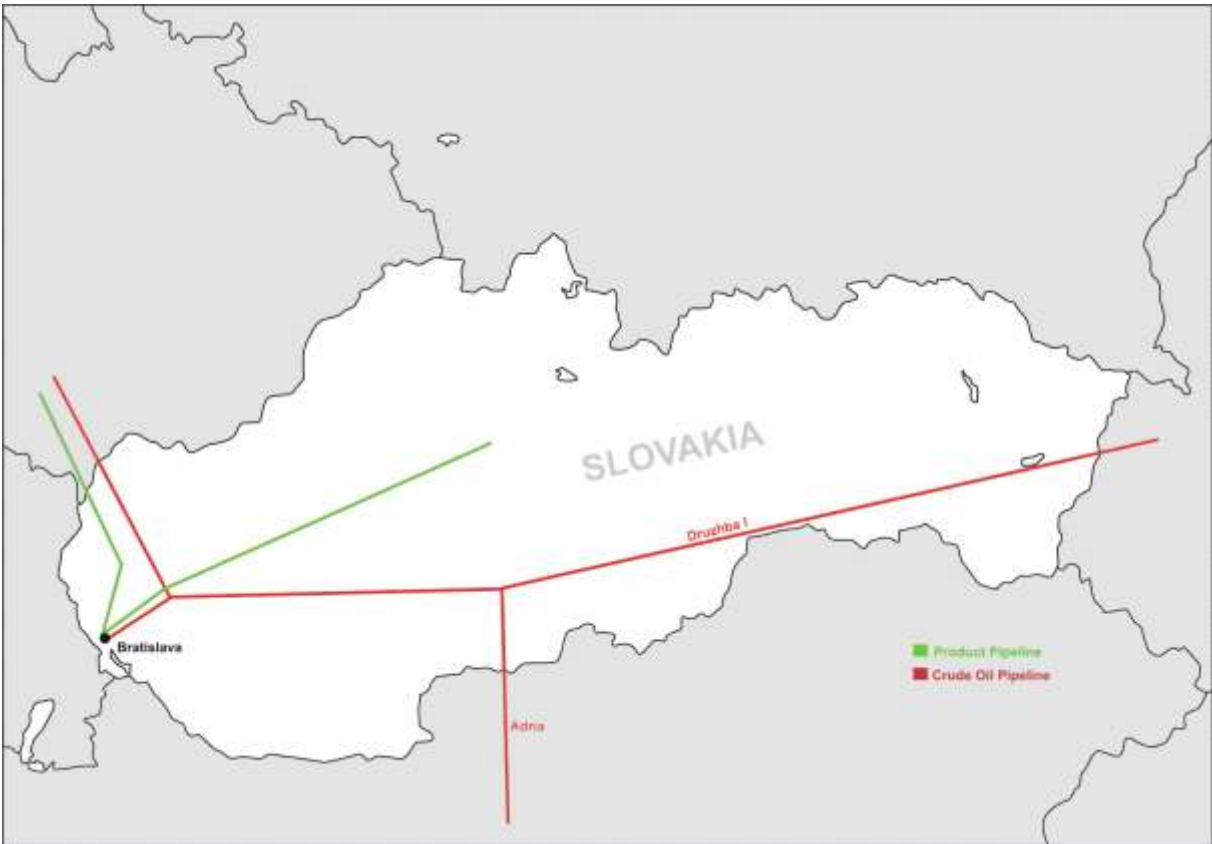 SLOVAKIA
Druzhba I
Bratislava
Product Pipeline
Crude Oil Pipeline
Adria